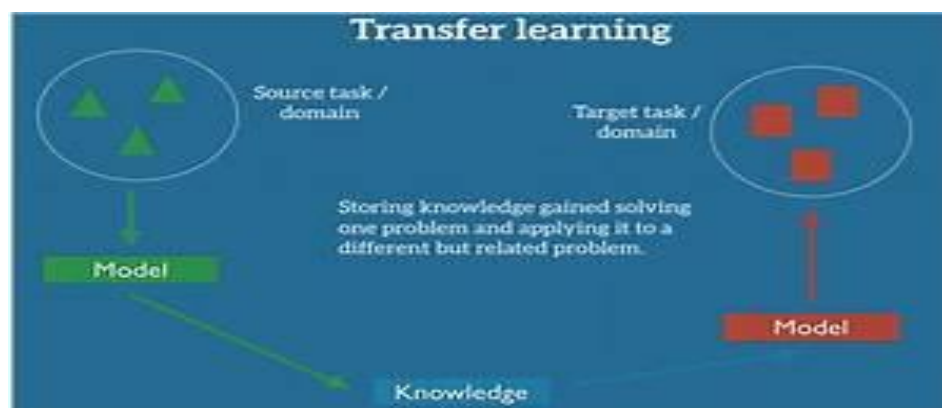 Transfer learning
Source task /
domain
Target task /
domain
Storing knowledge gained solving
one problem and applying it to a
different but related problem.
Model
Model
Knowledge